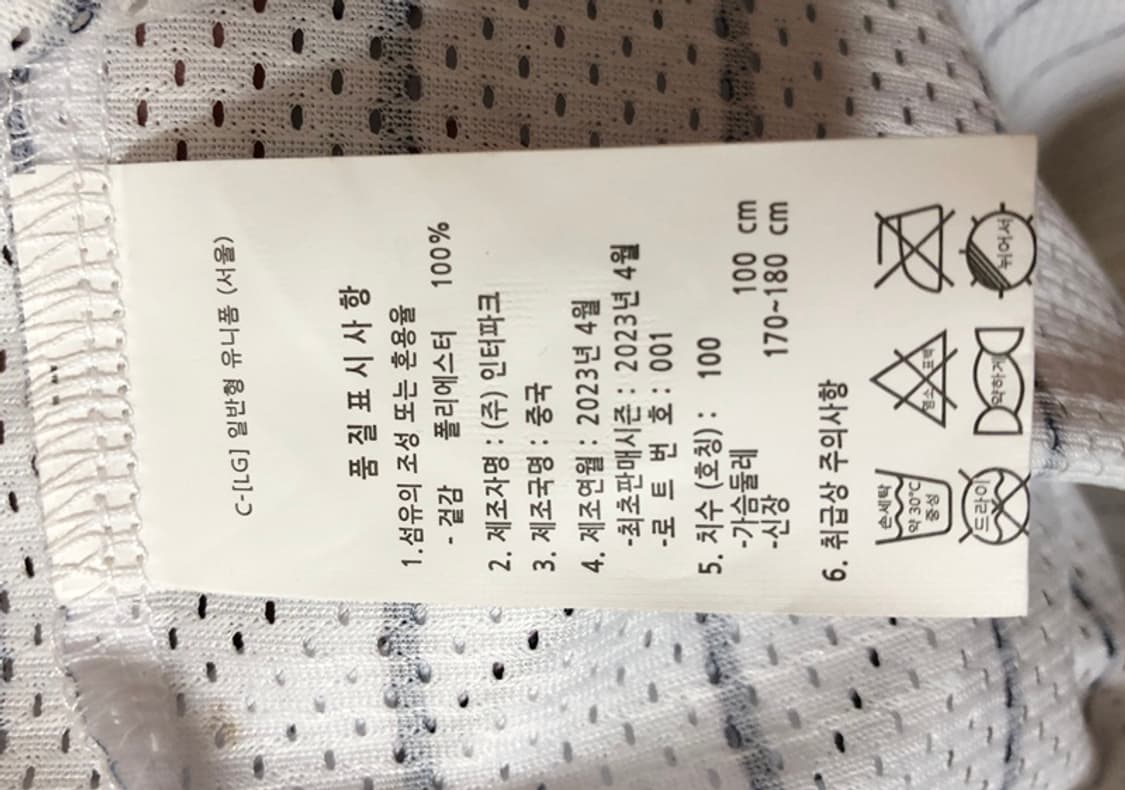 C-[LG] 일반형 유니폼 (서울)
품 질 표 시 사 항
1.섬유의 조성 또는 혼용율
- 겉감 폴리에스터 100%
2. 제조자명 : (주) 인터파크
3. 제조국명 : 중국
4. 제조연월 : 2023년 4월
-최초판매시즌 : 2023년 4월
-로 트 번 호 : 001
5. 치수 (호칭) : 100
-가슴둘레 100 cm
-신장 170~180 cm
6. 취급상 주의사항
손세탁
약 30°C
중성
염소표백
드라이
약하게
뉘어서